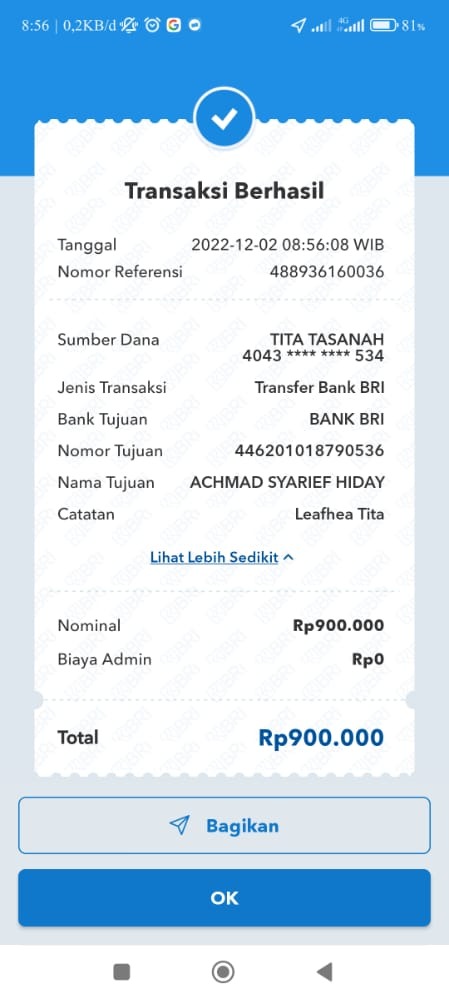 8:56 | 0,2KB/d 4G 81%
Transaksi Berhasil
Tanggal 2022-12-02 08:56:08 WIB
Nomor Referensi 488936160036
Sumber Dana TITA TASANAH
4043 **** **** 534
Jenis Transaksi Transfer Bank BRI
Bank Tujuan BANK BRI
Nomor Tujuan 446201018790536
Nama Tujuan ACHMAD SYARIEF HIDAY
Catatan Leafhea Tita
Lihat Lebih Sedikit
Nominal Rp900.000
Biaya Admin Rp0
Total Rp900.000
Bagikan
OK